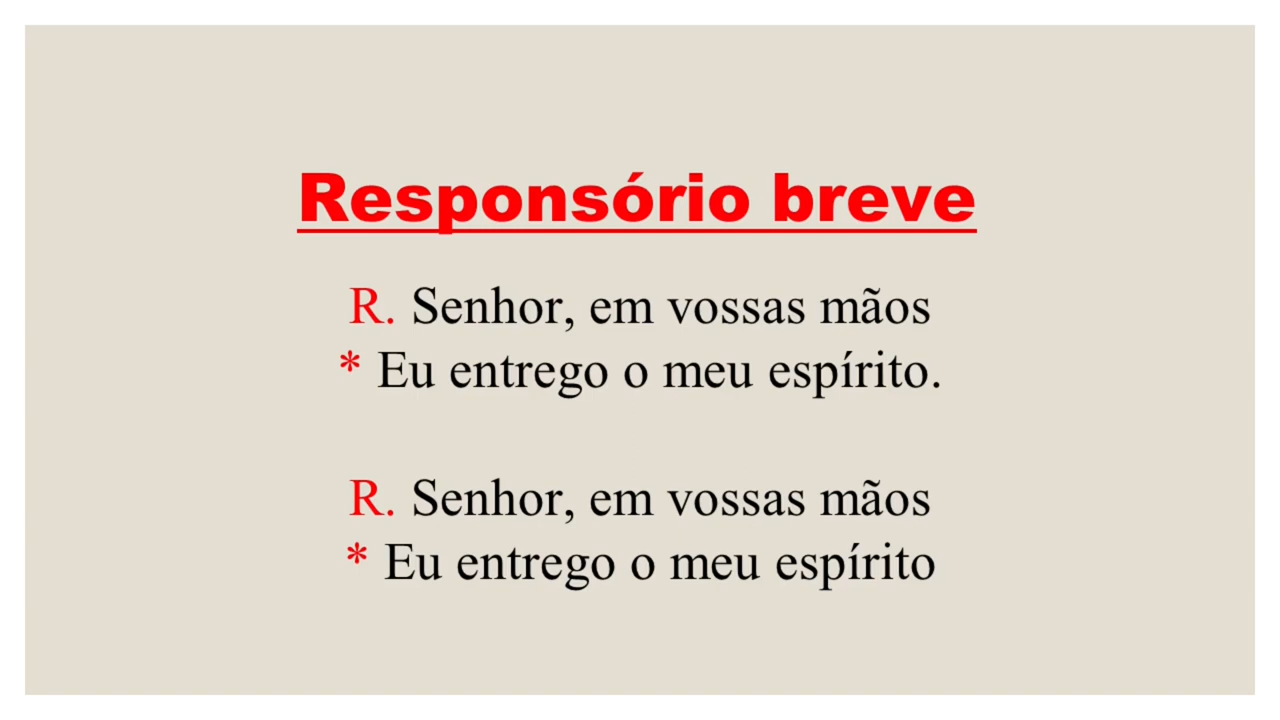 Responsório breve
R. Senhor, em vossas mãos
* Eu entrego o meu espírito.
R. Senhor, em vossas mãos
* Eu entrego o meu espírito